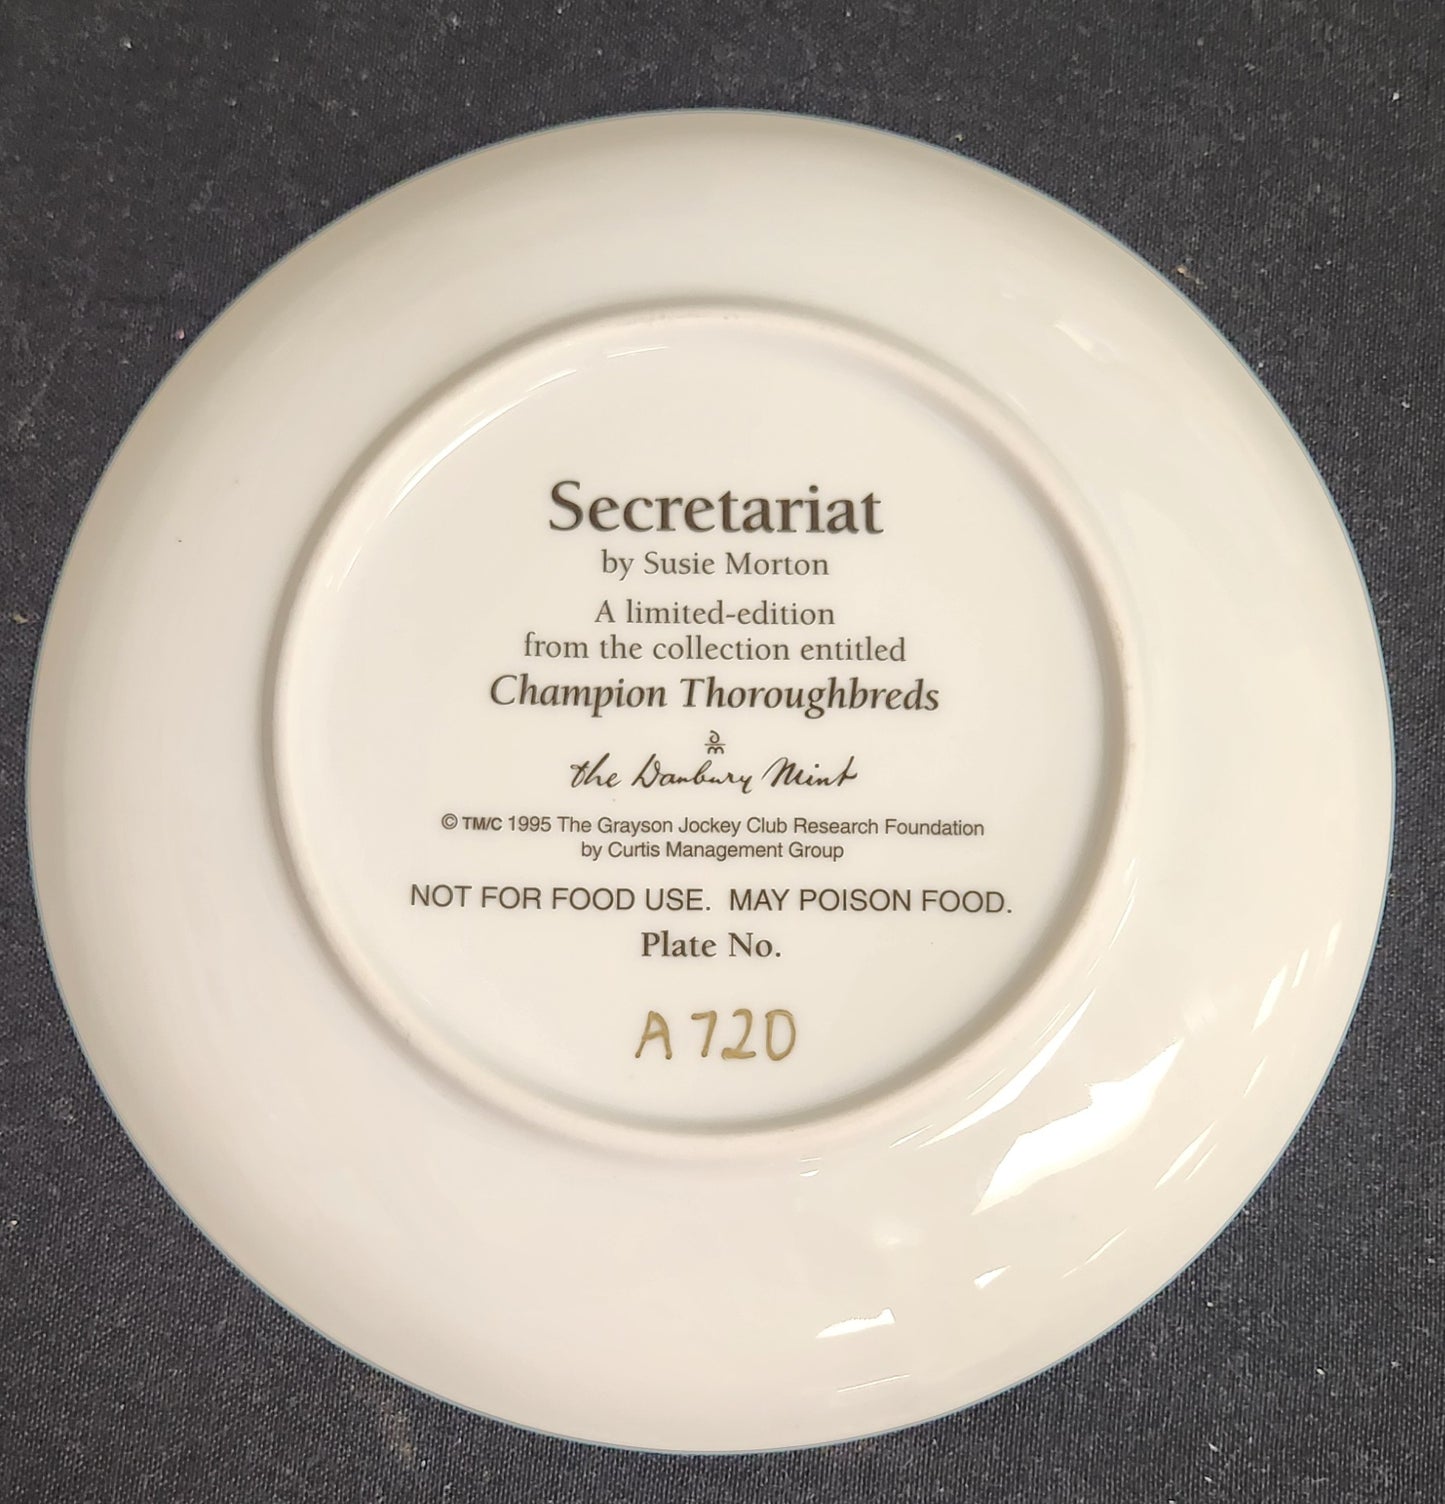 Secretariat
by Susie Morton
A limited-edition
from the collection entitled
Champion Thoroughbreds
dm
the Danbury Mint
© TM/C 1995 The Grayson Jockey Club Research Foundation
by Curtis Management Group
NOT FOR FOOD USE. MAY POISON FOOD.
Plate No.
A720